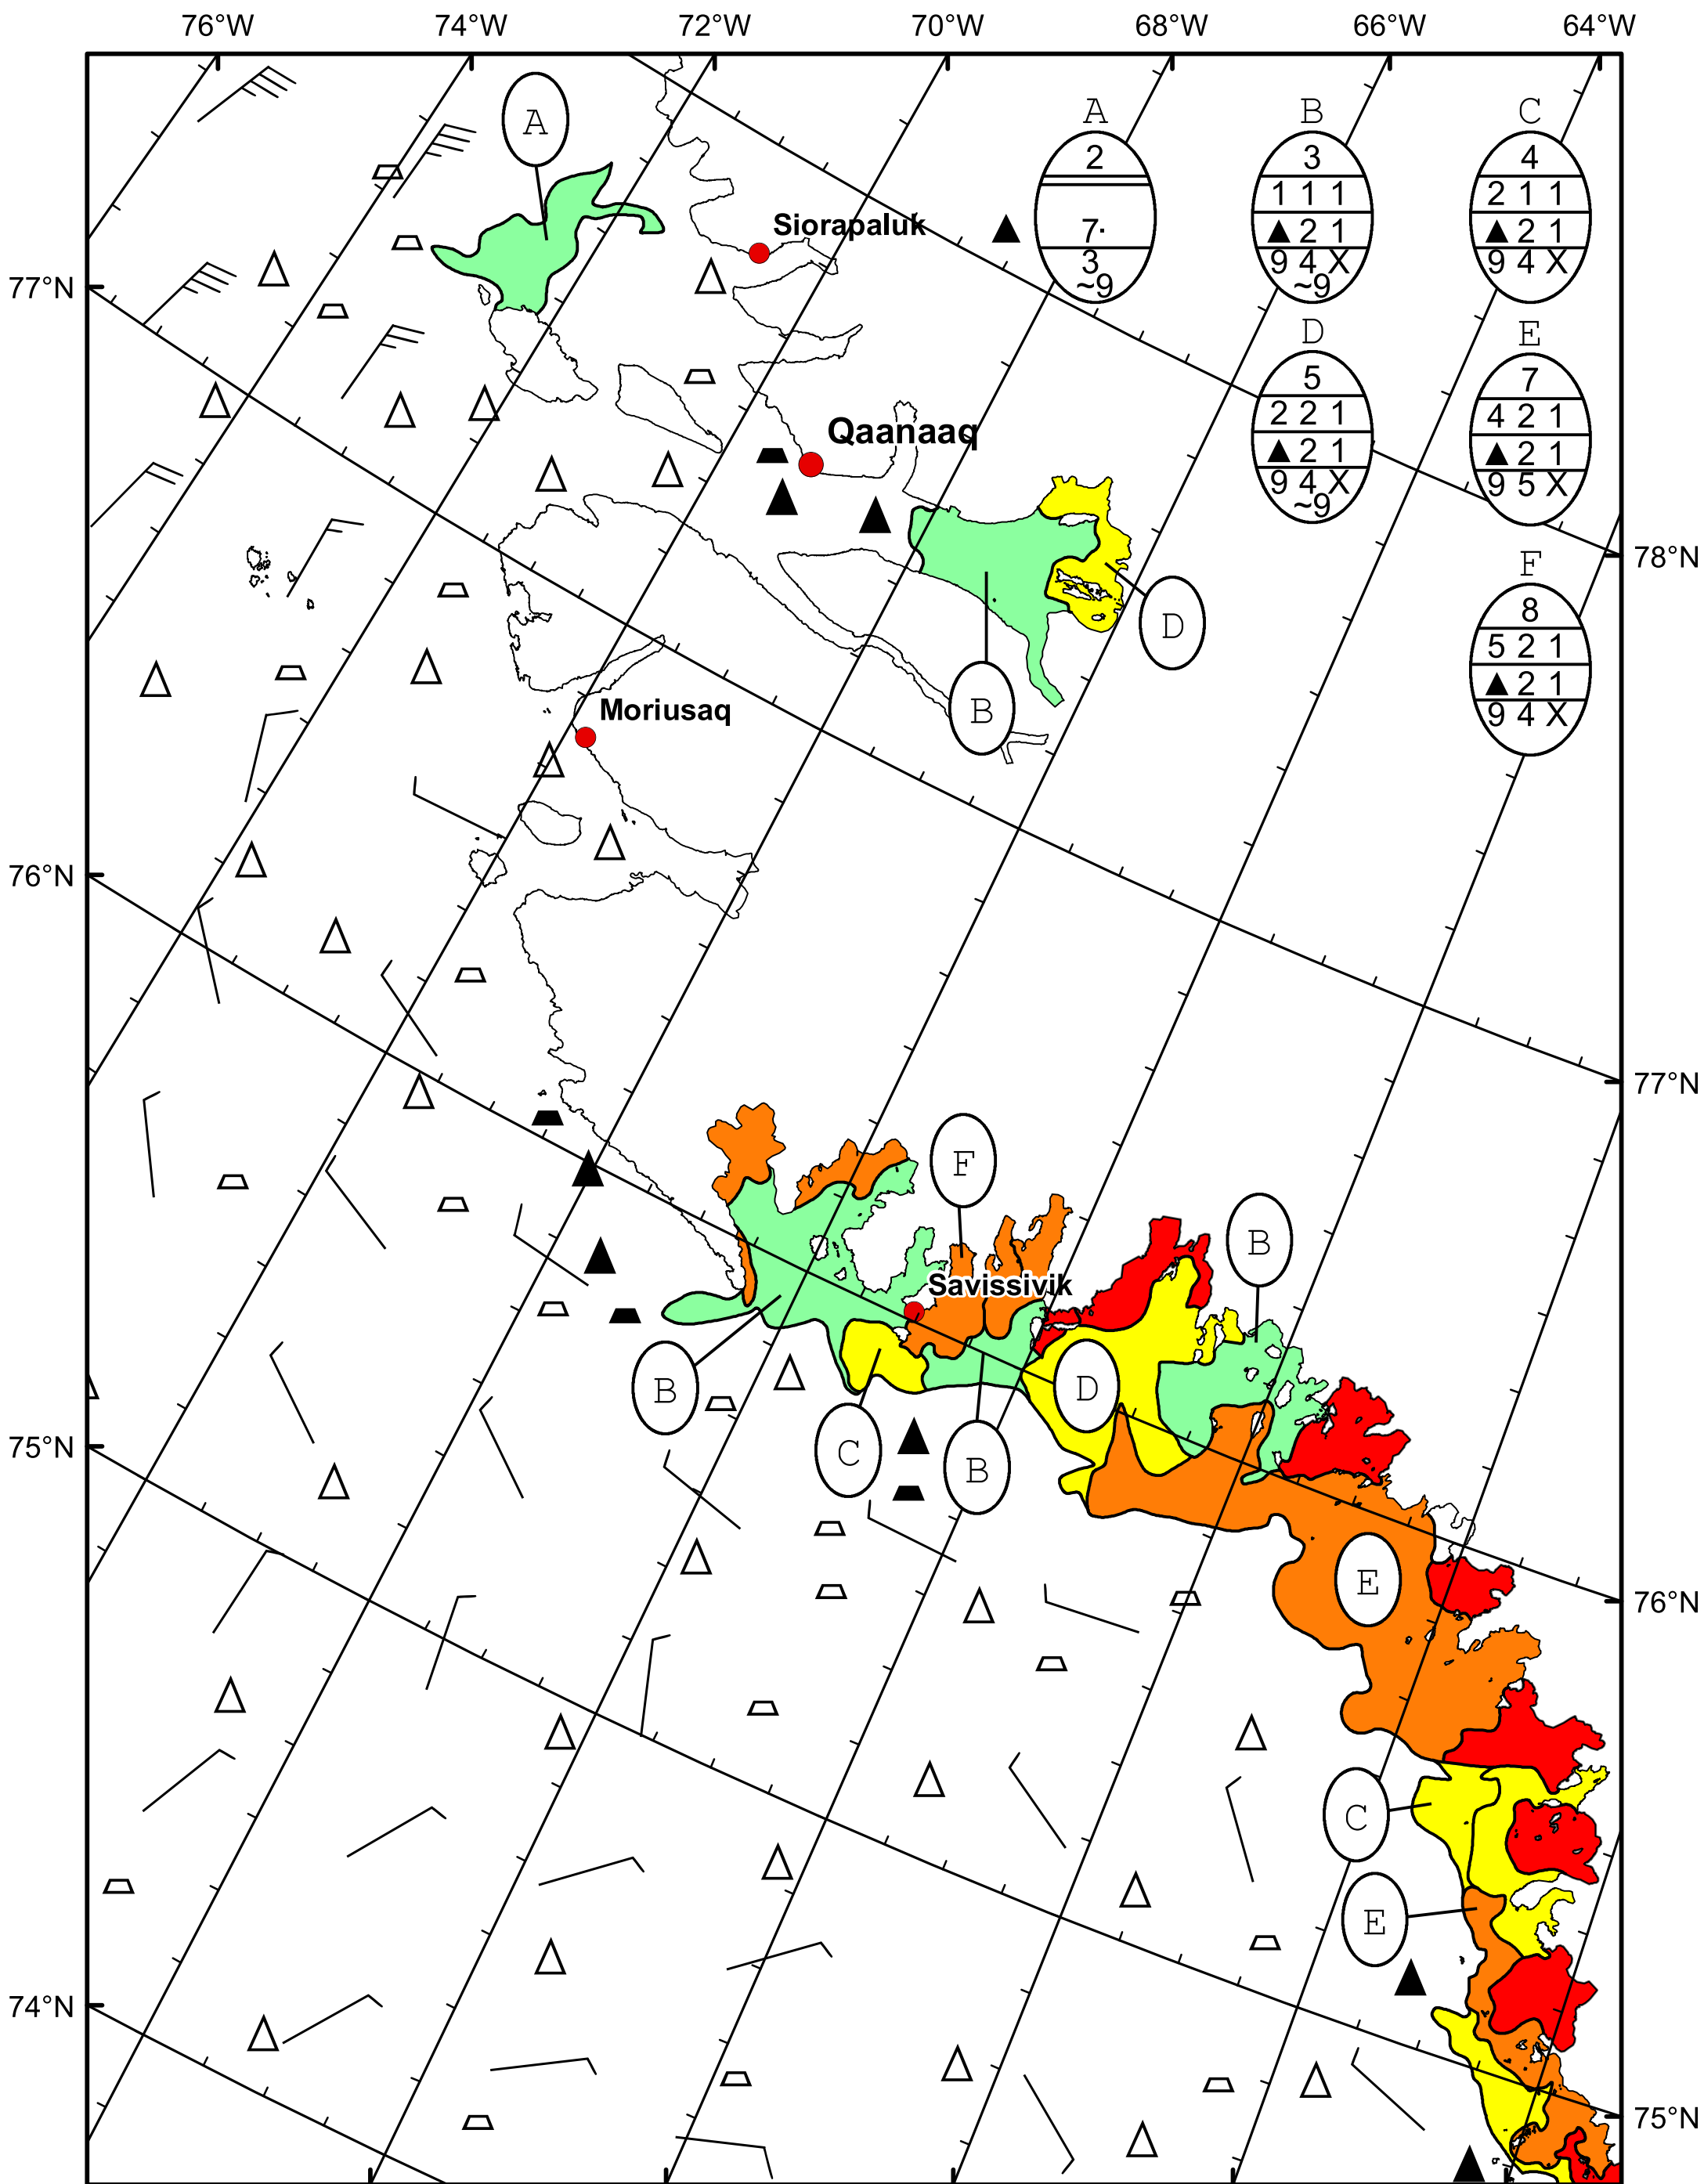 76°W 74°W 72°W 70°W 68°W 66°W 64°W
A
A B C
2 3 4
1 1 1 2 1 1
7· ▲ 2 1 ▲ 2 1
3 9 4 X 9 4 X
~9 ~9
Siorapaluk
77°N
D E
5 7
2 2 1 4 2 1
▲ 2 1 ▲ 2 1
9 4 X 9 5 X
~9
Qaanaaq
78°N
F
8
5 2 1
▲ 2 1
9 4 X
D
B
Moriusaq
76°N
77°N
F
B
Savissivik
B
D
C
B
75°N
E
76°N
C
E
74°N
75°N